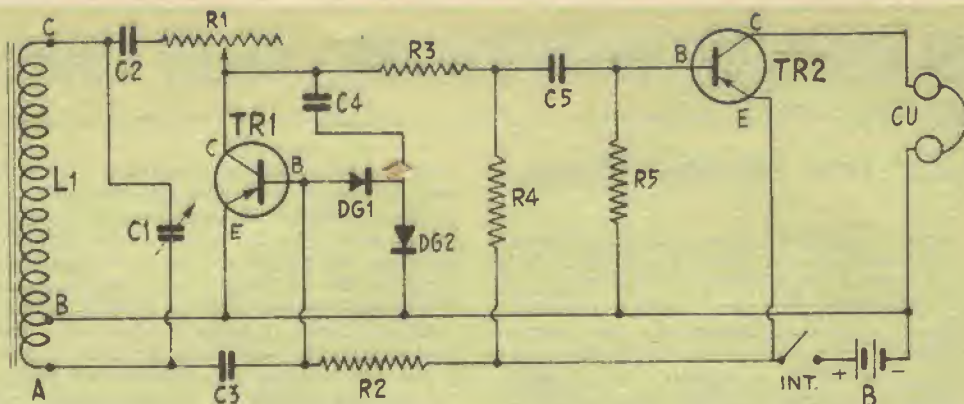 C
C2
R1
C4
R3
C5
B
C
TR2
E
CU
TR1
C
B
E
L1
C1
DG1
DG2
R4
R5
B
A
C3
R2
INT.
+
B
-